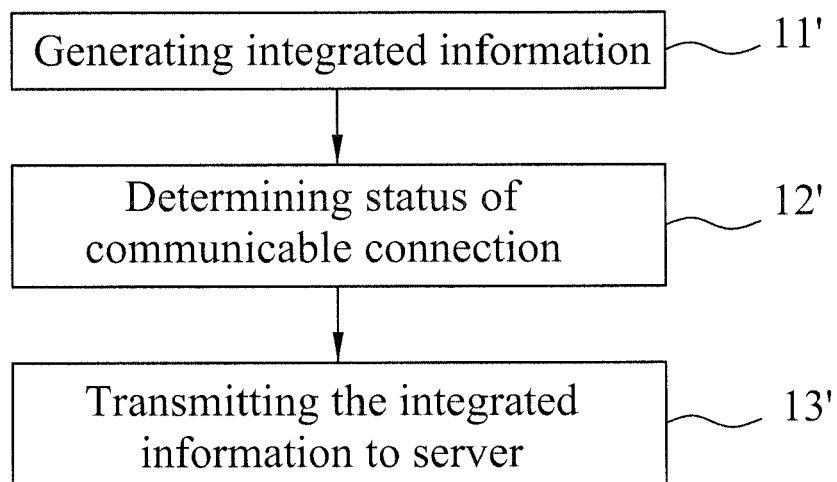 Generating integrated information
11'
Determining status of
communicable connection
12'
Transmitting the integrated
information to server
13'